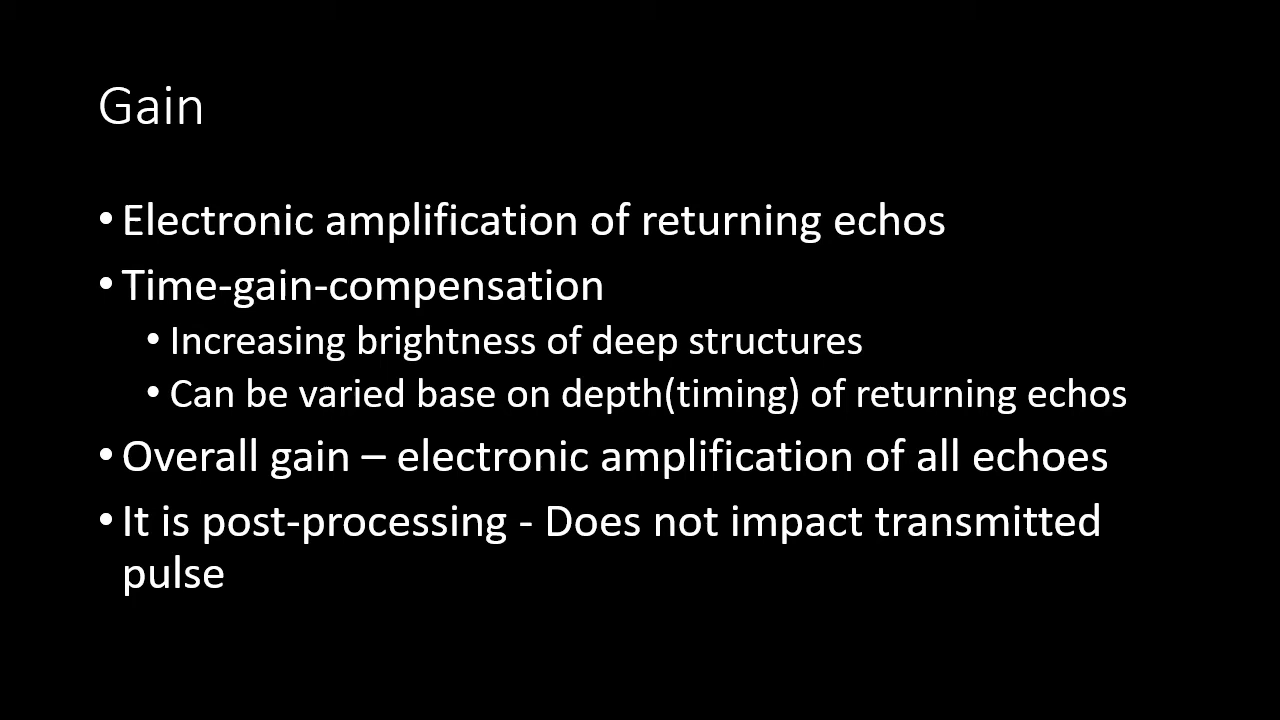 Gain
• Electronic amplification of returning echos
• Time-gain-compensation
• Increasing brightness of deep structures
• Can be varied base on depth(timing) of returning echos
• Overall gain – electronic amplification of all echoes
• It is post-processing - Does not impact transmitted
pulse